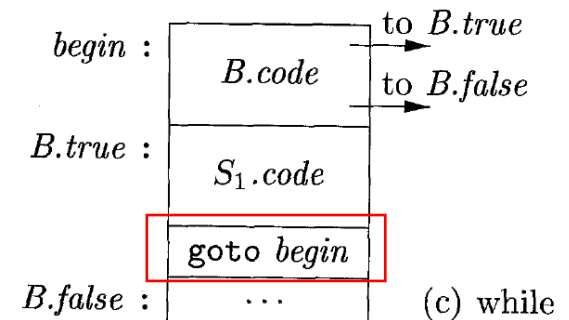 to B.true
begin :
B.code
to B.false
B.true :
S₁.code
goto begin
B.false : ...
(c) while